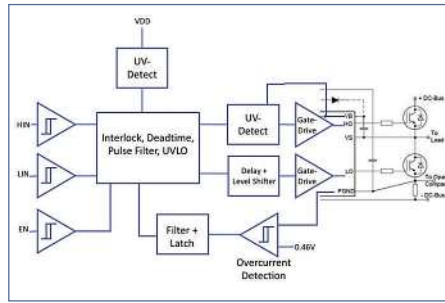 VDD
UV-
Detect
HIN
LIN
EN
Interlock, Deadtime,
Pulse Filter, UVLO
UV-
Detect
Gate-
Drive
Delay +
Level Shifter
Gate-
Drive
Filter +
Latch
0.46V
Overcurrent
Detection
VB
HO
VS
LO
PGND
+ DC-Bus
To
Load
To
- DC-Bus